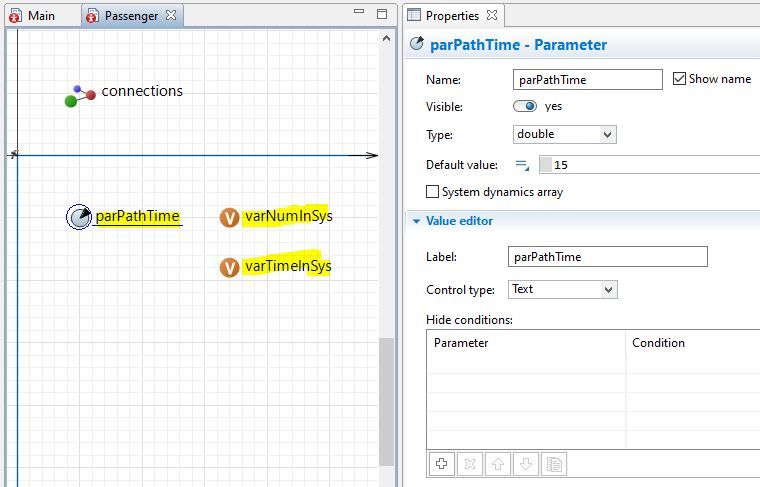 Main
Passenger
connections
parPathTime
varNumInSys
varTimeInSys
Properties
parPathTime - Parameter
Name:
parPathTime
Show name
Visible:
yes
Type:
double
Default value:
15
System dynamics array
Value editor
Label:
parPathTime
Control type:
Text
Hide conditions:
Parameter
Condition